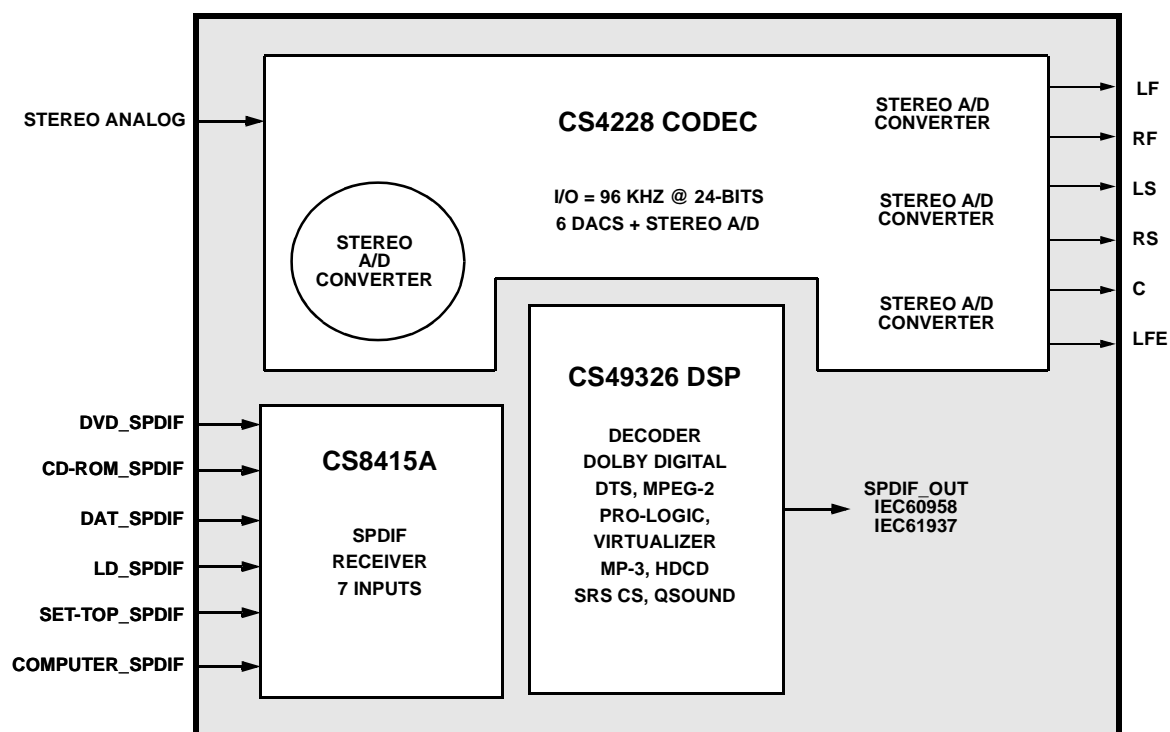 STEREO ANALOG
CS4228 CODEC
I/O = 96 KHZ @ 24-BITS
6 DACS + STEREO A/D
STEREO
A/D
CONVERTER
STEREO A/D
CONVERTER
STEREO A/D
CONVERTER
STEREO A/D
CONVERTER
LF
RF
LS
RS
C
LFE
DVD_SPDIF
CD-ROM_SPDIF
DAT_SPDIF
LD_SPDIF
SET-TOP_SPDIF
COMPUTER_SPDIF
CS8415A
SPDIF
RECEIVER
7 INPUTS
CS49326 DSP
DECODER
DOLBY DIGITAL
DTS, MPEG-2
PRO-LOGIC,
VIRTUALIZER
MP-3, HDCD
SRS CS, QSOUND
SPDIF_OUT
IEC60958
IEC61937